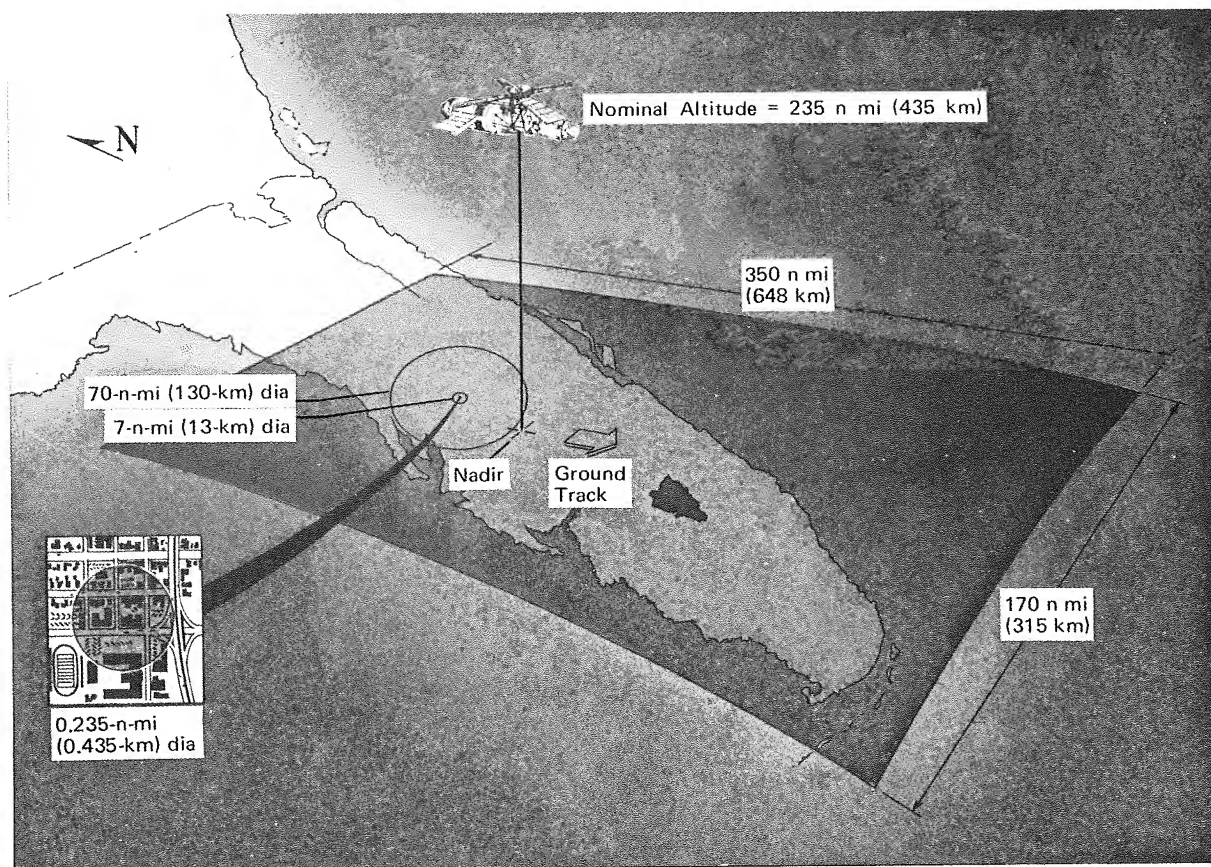 N
Nominal Altitude = 235 n mi (435 km)
350 n mi
(648 km)
70-n-mi (130-km) dia
7-n-mi (13-km) dia
Nadir
Ground
Track
170 n mi
(315 km)
0.235-n-mi
(0.435-km) dia